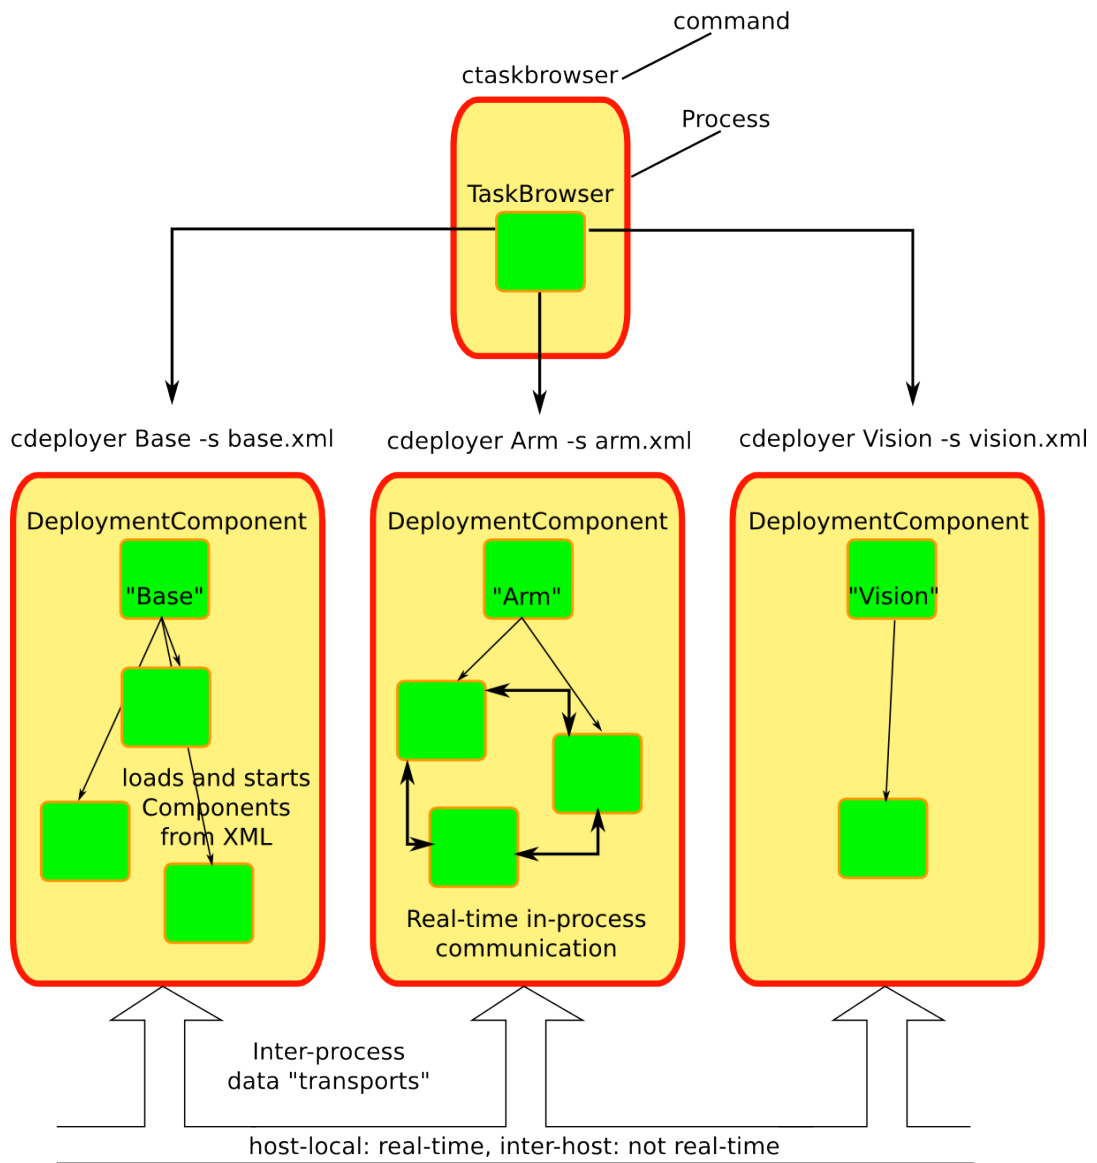 command
ctaskbrowser
Process
TaskBrowser
cdeployer Base -s base.xml
cdeployer Arm -s arm.xml
cdeployer Vision -s vision.xml
DeploymentComponent
"Base"
loads and starts
Components
from XML
DeploymentComponent
"Arm"
Real-time in-process
communication
DeploymentComponent
"Vision"
Inter-process
data "transports"
host-local: real-time, inter-host: not real-time